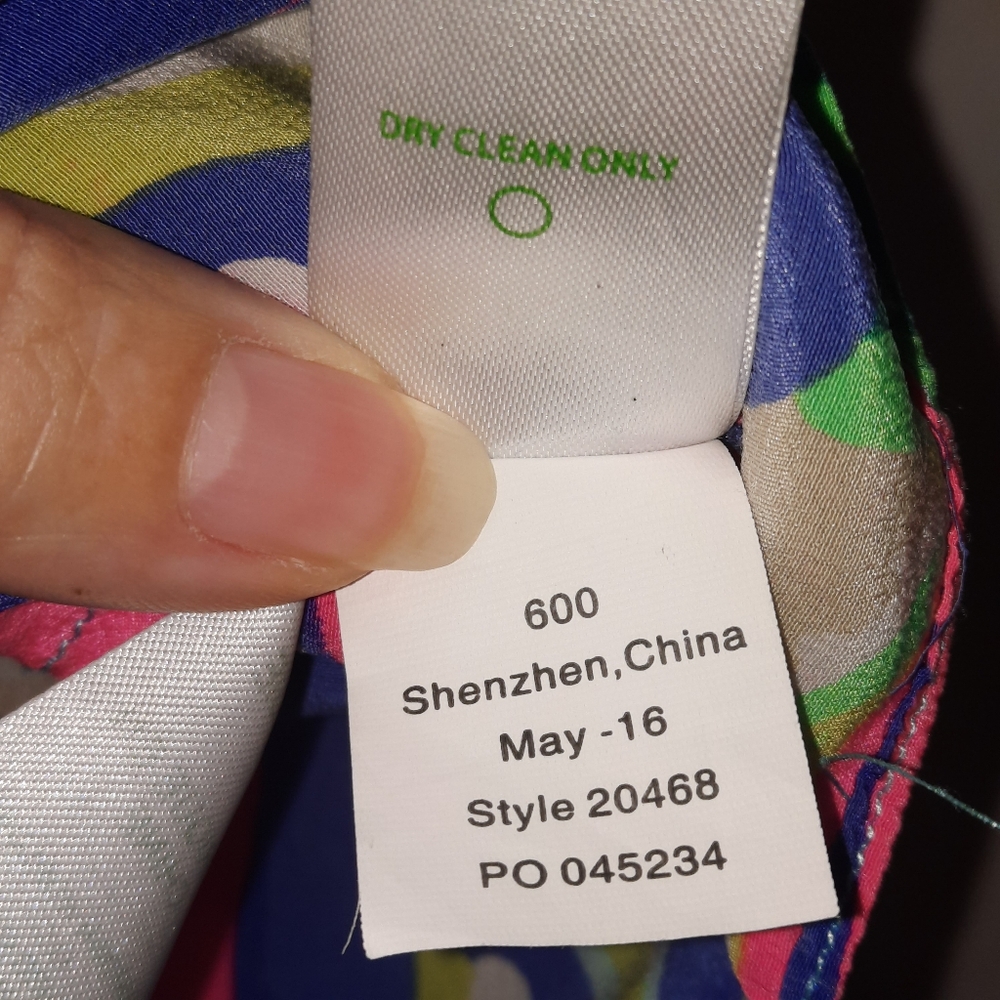 DRY CLEAN ONLY
600
Shenzhen,China
May -16
Style 20468
PO 045234